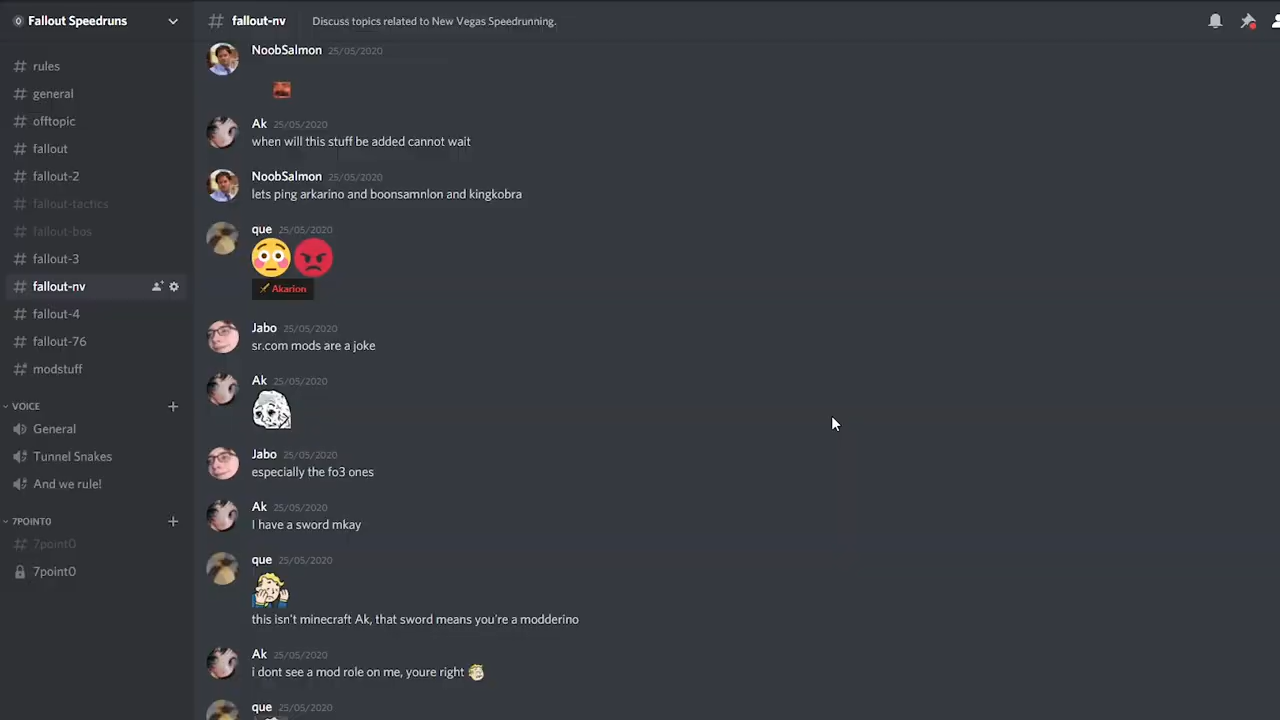 Fallout Speedruns
rules
general
offtopic
fallout
fallout-2
fallout-tactics
fallout-bos
fallout-3
fallout-nv
fallout-4
fallout-76
modstuff
VOICE
General
Tunnel Snakes
And we rule!
7POINT0
7point0
7point0
fallout-nv Discuss topics related to New Vegas Speedrunning.
NoobSalmon 25/05/2020
Ak 25/05/2020
when will this stuff be added cannot wait
NoobSalmon 25/05/2020
lets ping arkarino and boonsamnlon and kingkobra
que 25/05/2020
Akarion
Jabo 25/05/2020
sr.com mods are a joke
Ak 25/05/2020
Jabo 25/05/2020
especially the fo3 ones
Ak 25/05/2020
I have a sword mkay
que 25/05/2020
this isn't minecraft Ak, that sword means you're a modderino
Ak 25/05/2020
i dont see a mod role on me, youre right
que 25/05/2020